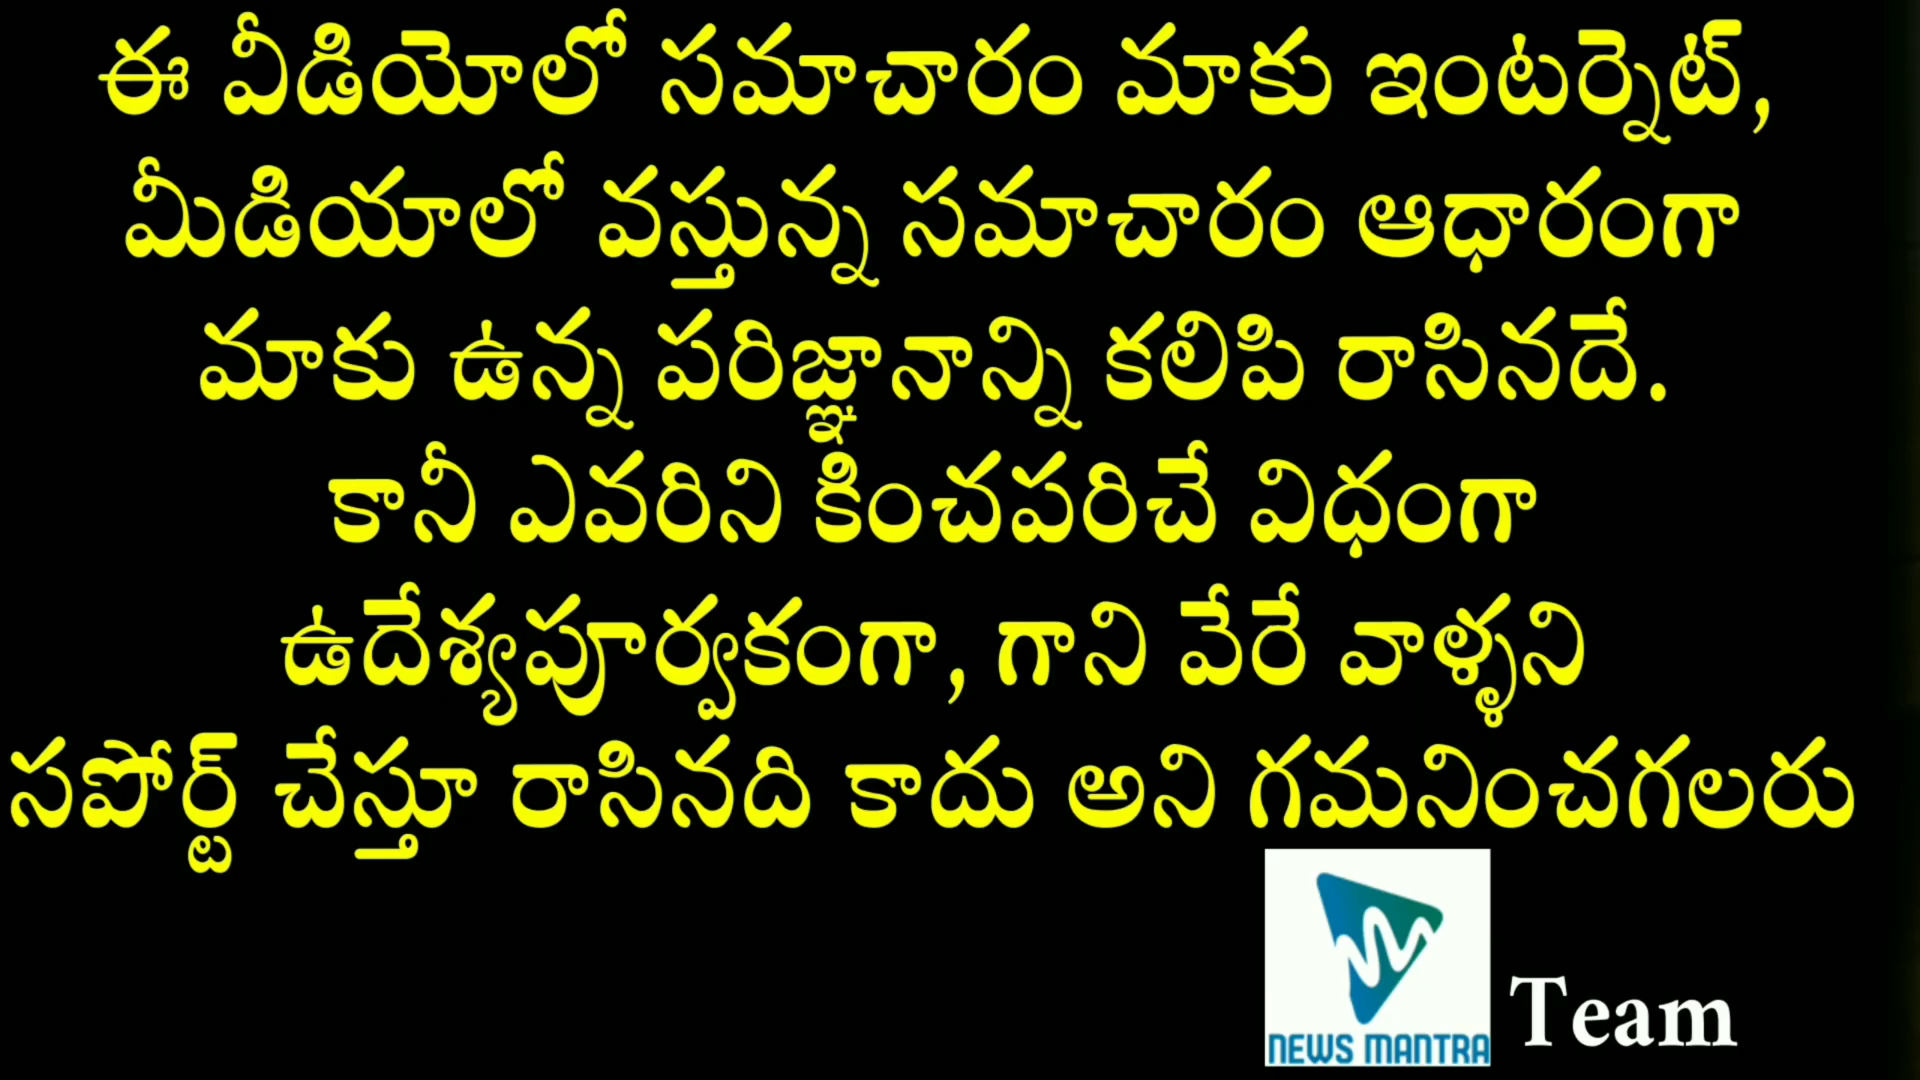 ఈ వీడియోలో సమాచారం మాకు ఇంటర్నెట్,
మీడియాలో వస్తున్న సమాచారం ఆధారంగా
మాకు ఉన్న పరిజ్ఞానాన్ని కలిపి రాసినదే.
కానీ ఎవరిని కించపరిచే విధంగా
ఉదేశ్యపూర్వకంగా, గాని వేరే వాళ్ళని
సపోర్ట్ చేస్తూ రాసినది కాదు అని గమనించగలరు
NEWS MANTRA Team